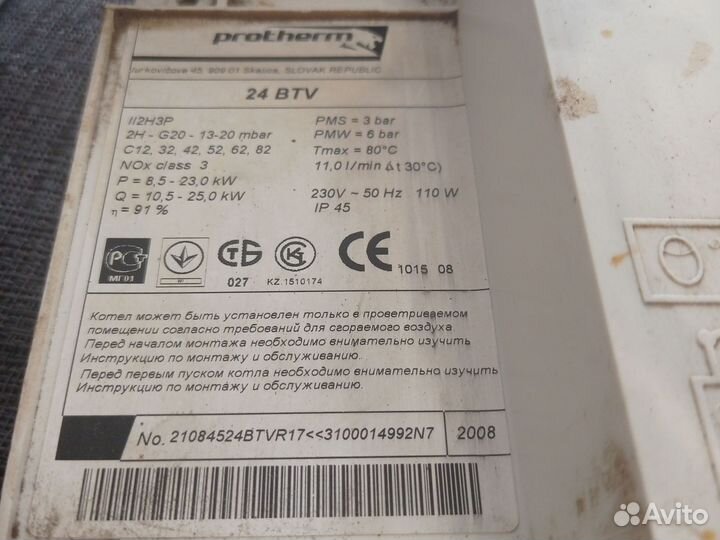 protherm
Jurkovičova 45, 909 01 Skalica, SLOVAK REPUBLIC
24 BTV
II2H3P
2H - G20 - 13-20 mbar
C12, 32, 42, 52, 62, 82
NOx class 3
P = 8,5 - 23,0 kW
Q = 10,5 - 25,0 kW
η = 91 %
PMS = 3 bar
PMW = 6 bar
Tmax = 80°C
11,0 l/min Δt 30°C)
230V ~ 50 Hz 110 W
IP 45
РСТ
МГ01
СТБ
027
KZ.1510174
CE
1015 08
Котел может быть установлен только в проветриваемом
помещении согласно требований для сгораемого воздуха
Перед началом монтажа необходимо внимательно изучить
Инструкцию по монтажу и обслуживанию.
Перед первым пуском котла необходимо внимательно изучить
Инструкцию по монтажу и обслуживанию.
No. 21084524BTVR17<<3100014992N7
2008
Avito